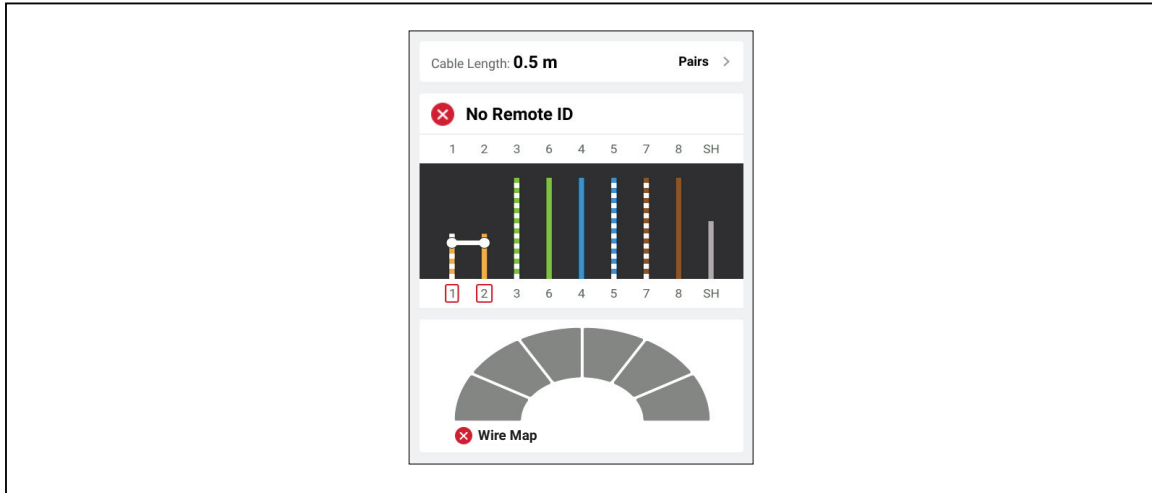 Cable Length: 0.5 m Pairs >
No Remote ID
1 2 3 6 4 5 7 8 SH
1 2 3 6 4 5 7 8 SH
Wire Map